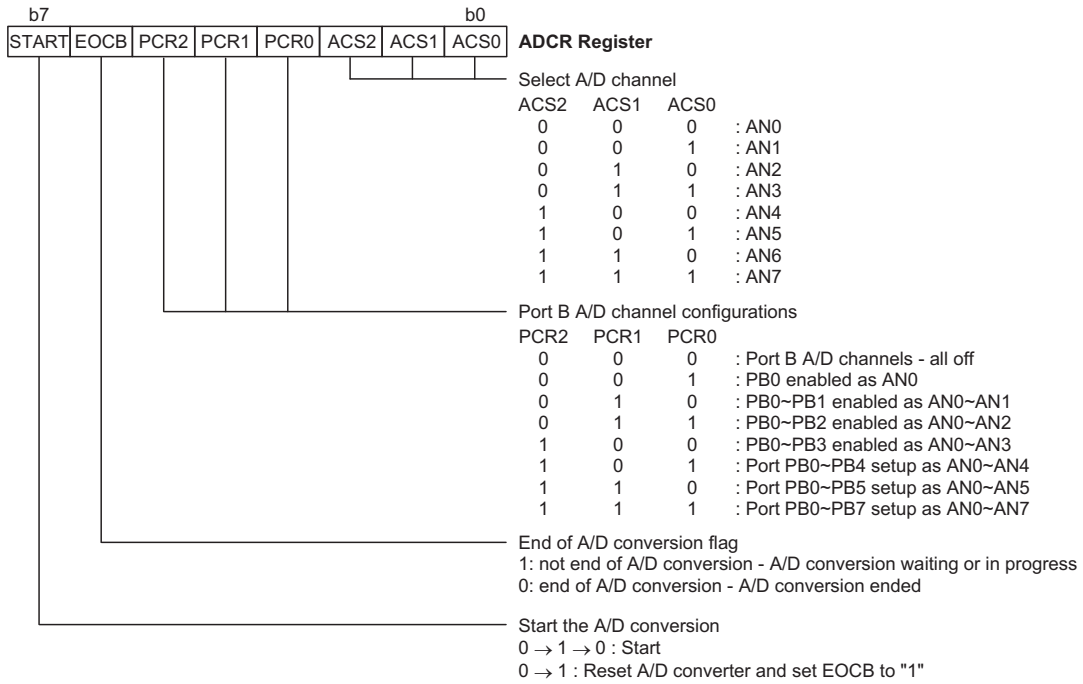 b7 b0
START EOCB PCR2 PCR1 PCR0 ACS2 ACS1 ACS0 ADCR Register
Select A/D channel
ACS2 ACS1 ACS0
0 0 0 : AN0
0 0 1 : AN1
0 1 0 : AN2
0 1 1 : AN3
1 0 0 : AN4
1 0 1 : AN5
1 1 0 : AN6
1 1 1 : AN7
Port B A/D channel configurations
PCR2 PCR1 PCR0
0 0 0 : Port B A/D channels - all off
0 0 1 : PB0 enabled as AN0
0 1 0 : PB0~PB1 enabled as AN0~AN1
0 1 1 : PB0~PB2 enabled as AN0~AN2
1 0 0 : PB0~PB3 enabled as AN0~AN3
1 0 1 : Port PB0~PB4 setup as AN0~AN4
1 1 0 : Port PB0~PB5 setup as AN0~AN5
1 1 1 : Port PB0~PB7 setup as AN0~AN7
End of A/D conversion flag
1: not end of A/D conversion - A/D conversion waiting or in progress
0: end of A/D conversion - A/D conversion ended
Start the A/D conversion
0 → 1 → 0 : Start
0 → 1 : Reset A/D converter and set EOCB to "1"